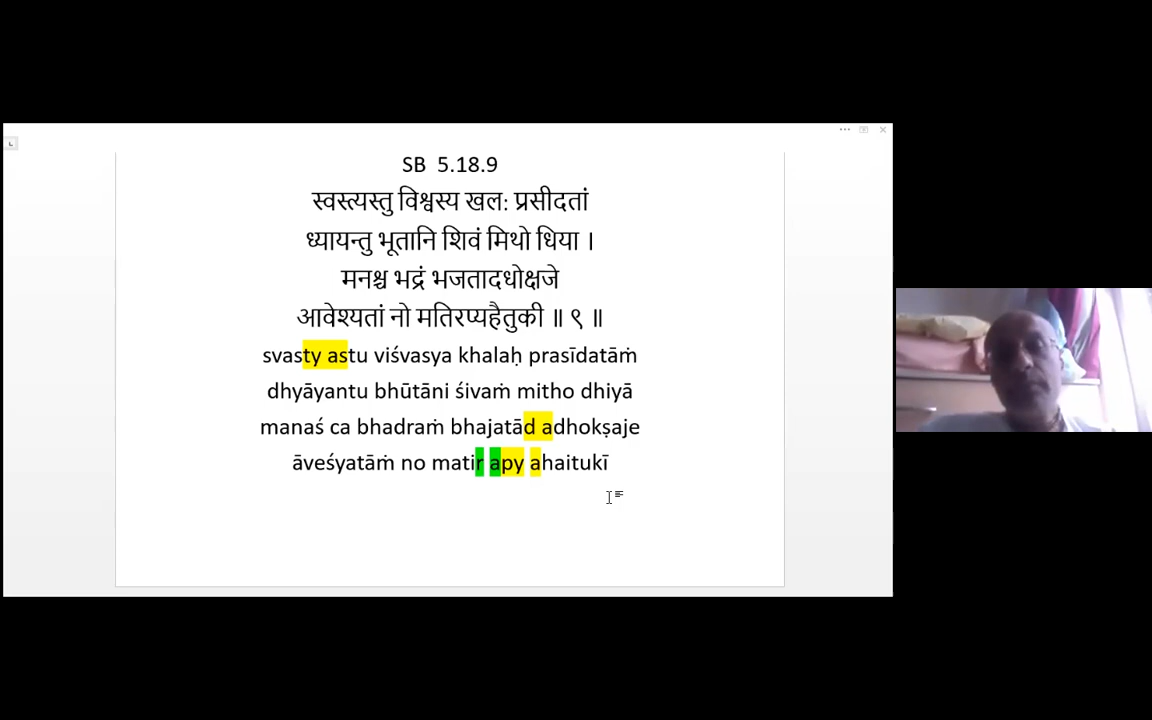 SB 5.18.9
स्वस्त्यस्तु विश्वस्य खल: प्रसीदतां
ध्यायन्तु भूतानि शिवं मिथो धिया ।
मनश्च भद्रं भजतादधोक्षजे
आवेश्यतां नो मतिरप्यहैतुकी ॥ ९ ॥
svasty astu viśvasya khalaḥ prasīdatāṁ
dhyāyantu bhūtāni śivaṁ mitho dhiyā
manaś ca bhadraṁ bhajatād adhokṣaje
āveśyatāṁ no matir apy ahaitukī